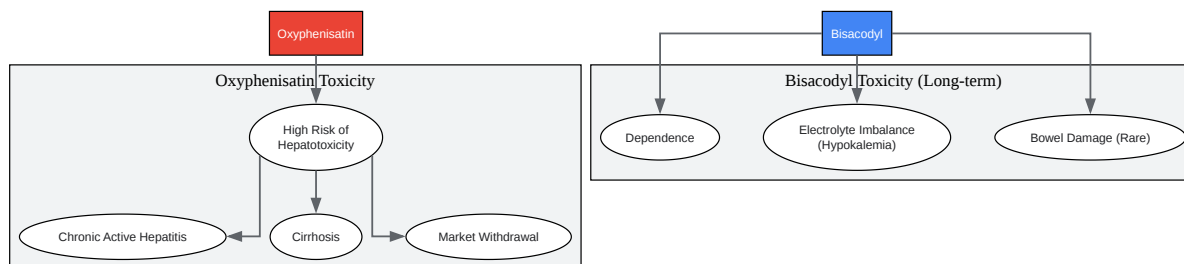 Oxyphenisatin
Bisacodyl
Oxyphenisatin Toxicity
Bisacodyl Toxicity (Long-term)
High Risk of
Hepatotoxicity
Dependence
Electrolyte Imbalance
(Hypokalemia)
Bowel Damage (Rare)
Chronic Active Hepatitis
Cirrhosis
Market Withdrawal